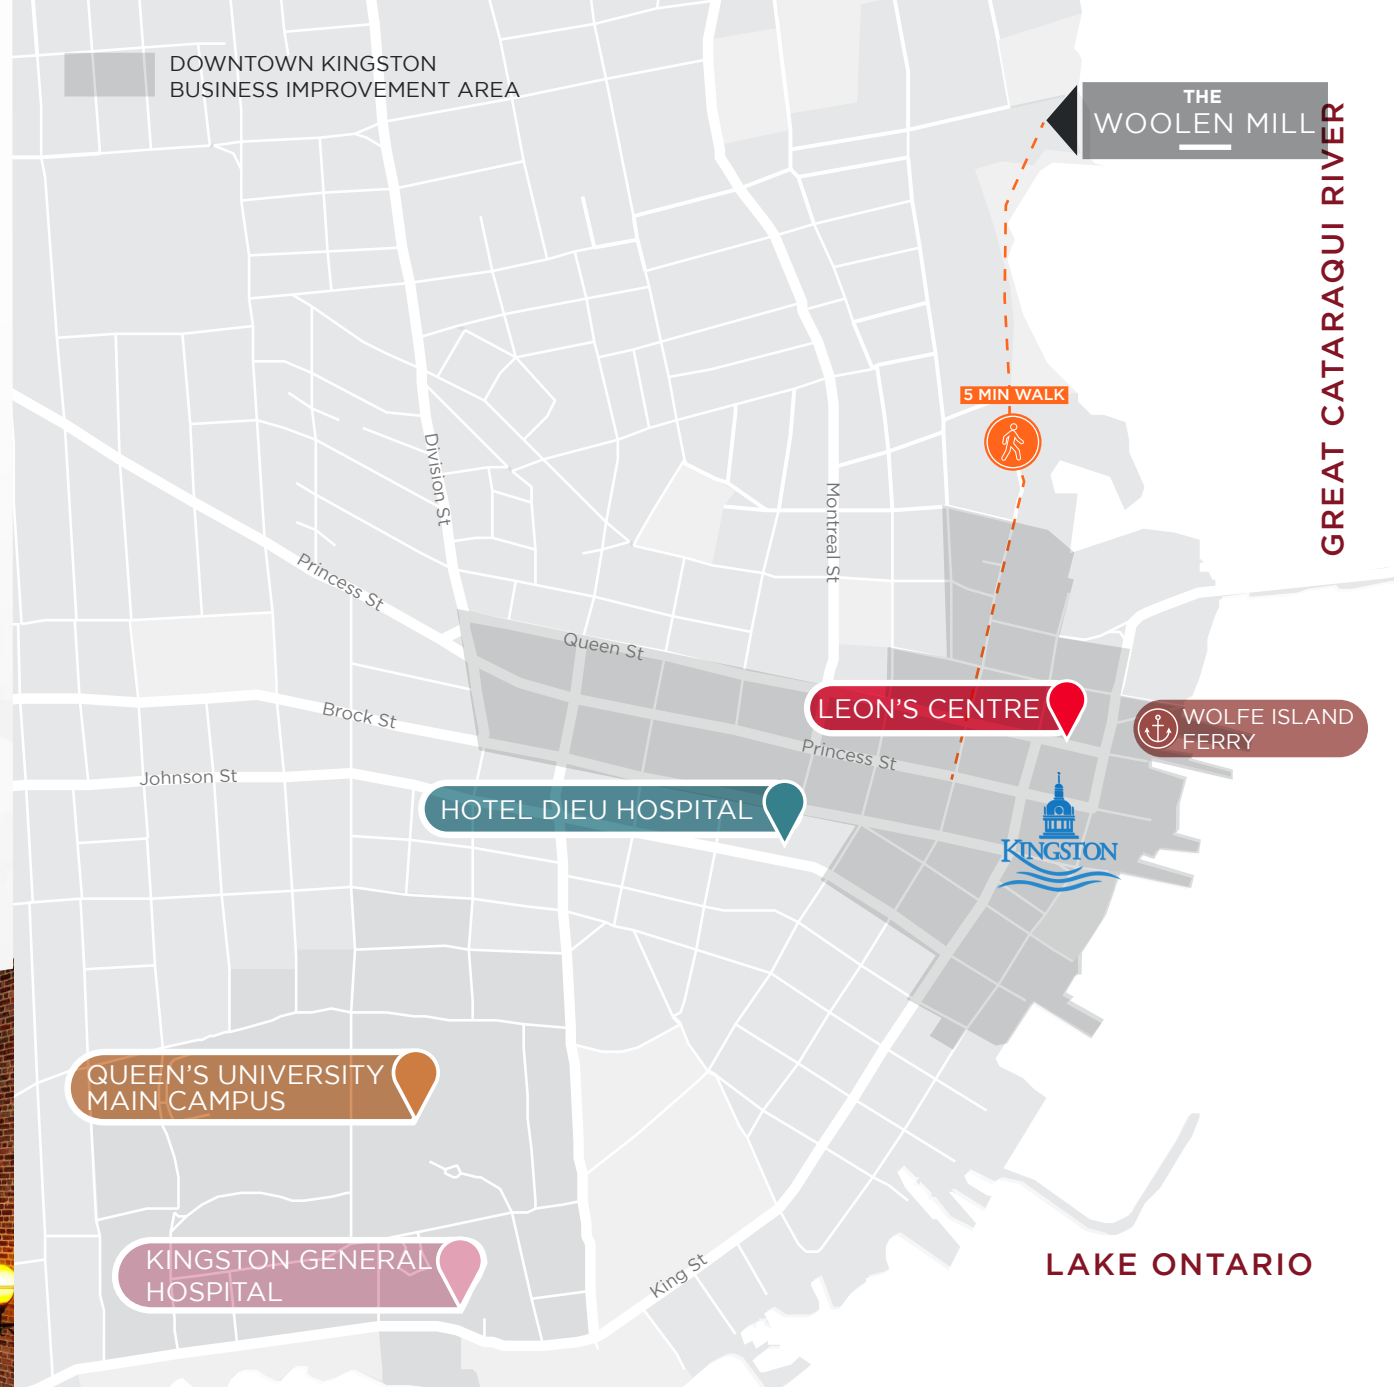 DOWNTOWN KINGSTON
BUSINESS IMPROVEMENT AREA
THE
WOOLEN MILL
GREAT CATARAQUI RIVER
5 MIN WALK
Division St
Montreal St
Princess St
Queen St
LEON'S CENTRE
WOLFE ISLAND
FERRY
Brock St
Princess St
Johnson St
HOTEL DIEU HOSPITAL
KINGSTON
QUEEN'S UNIVERSITY
MAIN CAMPUS
KINGSTON GENERAL
HOSPITAL
King St
LAKE ONTARIO